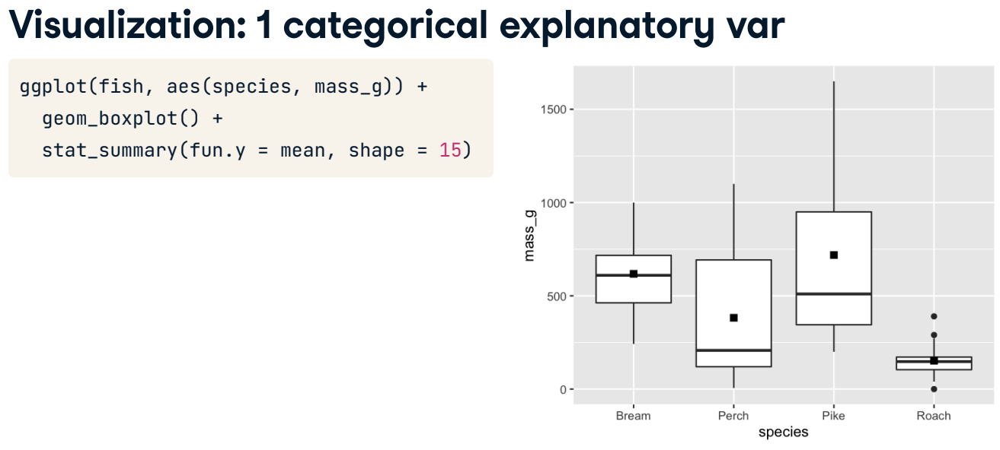 Visualization: 1 categorical explanatory var
ggplot(fish, aes(species, mass_g)) +
  geom_boxplot() +
  stat_summary(fun.y = mean, shape = 15)
1500
1000
500
0
mass_g
Bream Perch Pike Roach
species